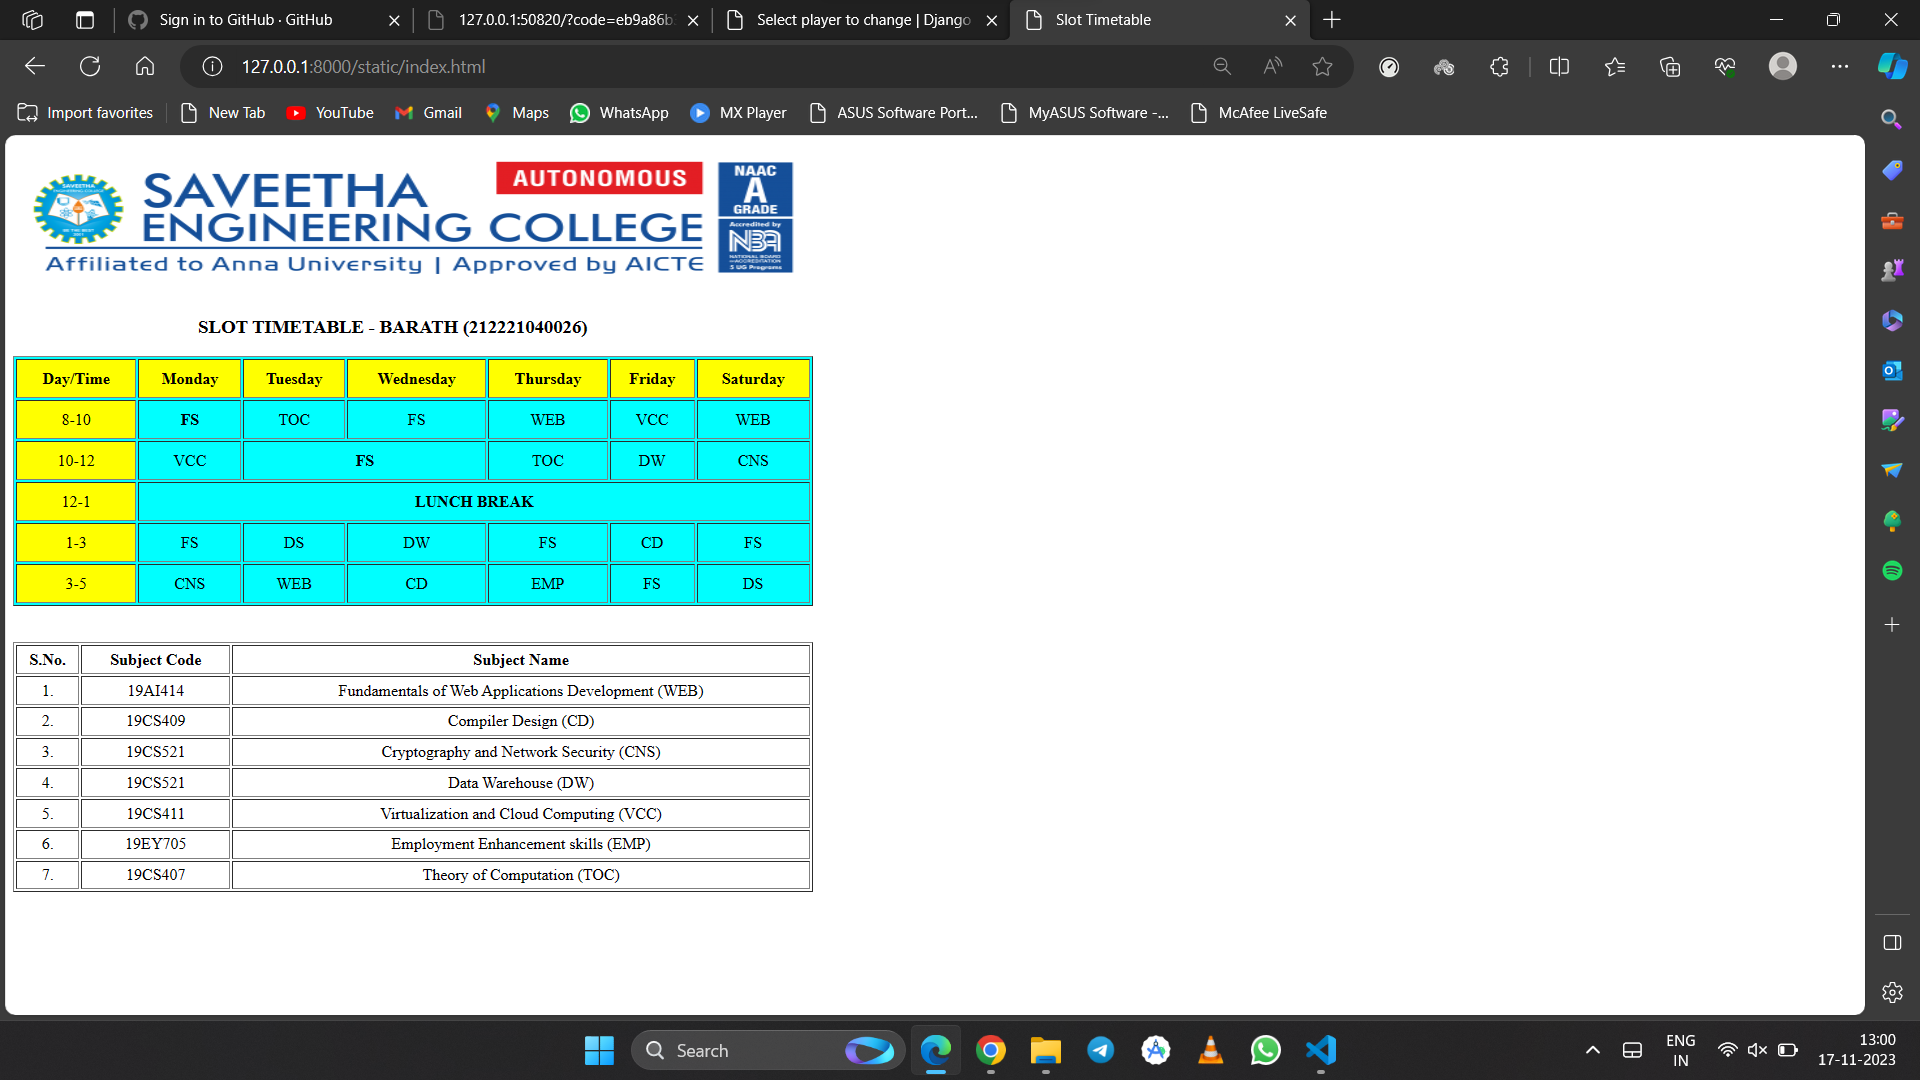 Sign in to GitHub · GitHub
127.0.0.1:50820/?code=eb9a86b
Select player to change | Django
Slot Timetable
127.0.0.1:8000/static/index.html
Import favorites
New Tab
YouTube
Gmail
Maps
WhatsApp
MX Player
ASUS Software Port...
MyASUS Software -...
McAfee LiveSafe
SAVEETHA
ENGINEERING COLLEGE
AUTONOMOUS
Affiliated to Anna University | Approved by AICTE
NAAC
A
GRADE
Accredited by
NBA
NATIONAL BOARD
of ACCREDITATION
5 UG Programs
SLOT TIMETABLE - BARATH (212221040026)
Day/Time Monday Tuesday Wednesday Thursday Friday Saturday
8-10 FS TOC FS WEB VCC WEB
10-12 VCC FS TOC DW CNS
12-1 LUNCH BREAK
1-3 FS DS DW FS CD FS
3-5 CNS WEB CD EMP FS DS
S.No. Subject Code Subject Name
1. 19AI414 Fundamentals of Web Applications Development (WEB)
2. 19CS409 Compiler Design (CD)
3. 19CS521 Cryptography and Network Security (CNS)
4. 19CS521 Data Warehouse (DW)
5. 19CS411 Virtualization and Cloud Computing (VCC)
6. 19EY705 Employment Enhancement skills (EMP)
7. 19CS407 Theory of Computation (TOC)
Search
ENG
IN
13:00
17-11-2023